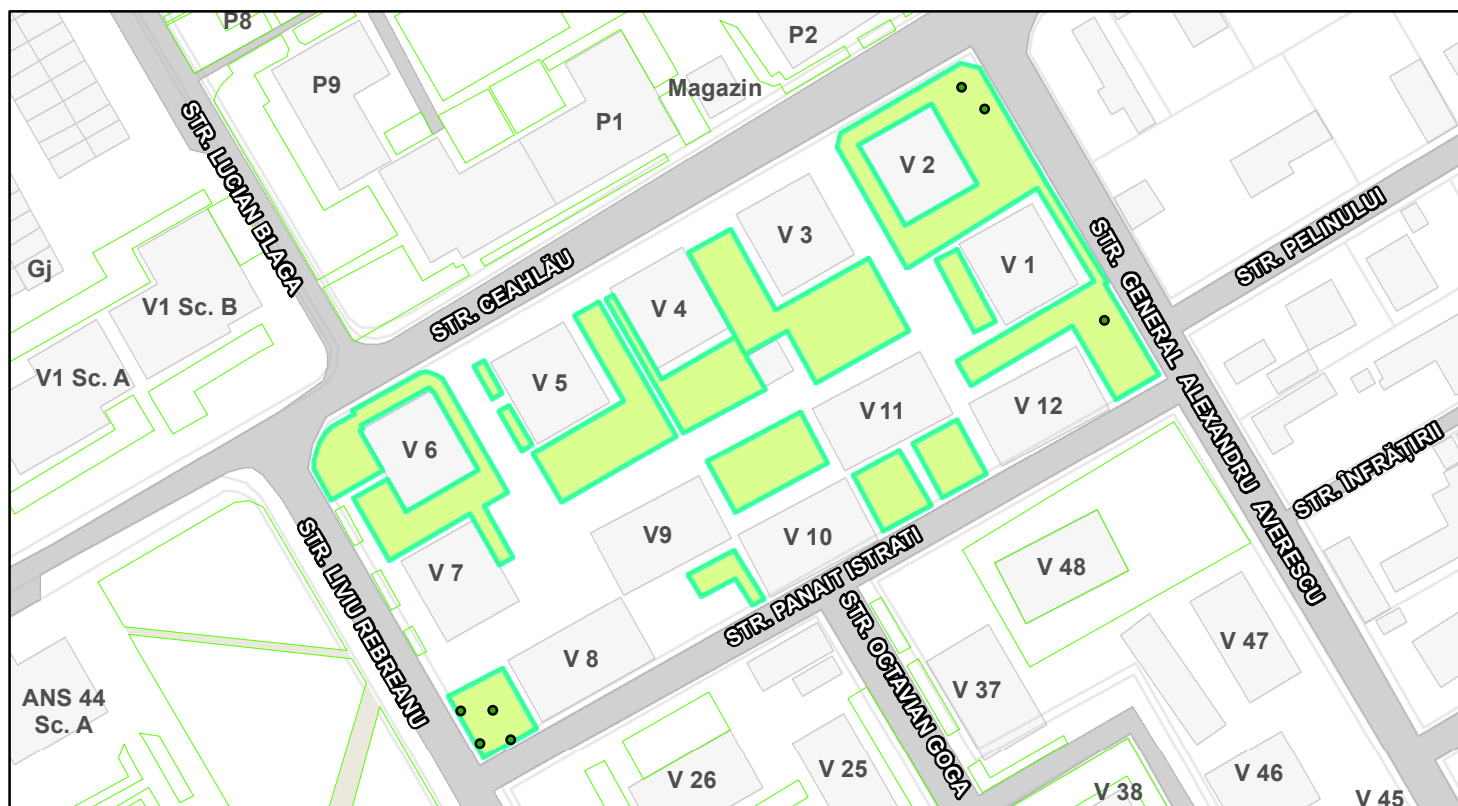 P8
P2
P9
Magazin
P1
STR. LUCIAN BLAGA
V 2
V 3
V 1
STR. PELINULUI
Gj
V1 Sc. B
STR. CEAHLĂU
V 4
STR. GENERAL ALEXANDRU AVERESCU
V1 Sc. A
V 5
V 11
V 12
V 6
STR. ÎNFRĂȚIRII
V9
V 10
V 7
STR. LIVIU REBREANU
STR. PANAIT ISTRATI
V 48
V 47
V 8
STR. OCTAVIAN GOGA
V 37
ANS 44
Sc. A
V 26
V 25
V 46
V 38
V 45